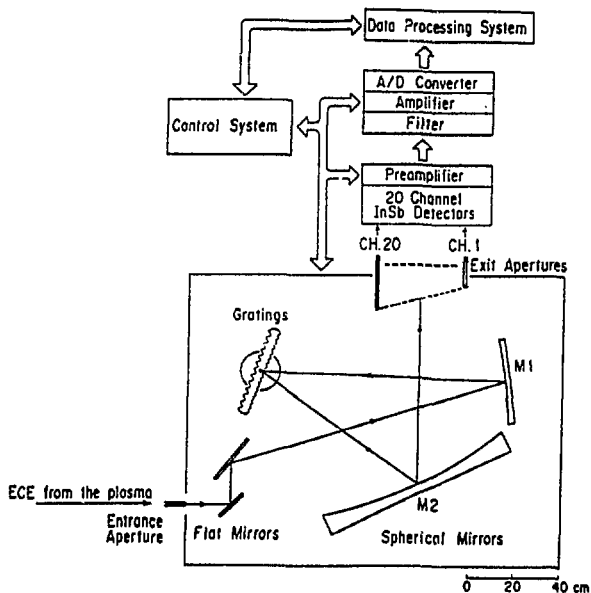 Data Processing System
A/D Converter
Amplifier
Filter
Control System
Preamplifier
20 Channel
InSb Detectors
CH.20
CH.1
Exit Apertures
Gratings
M1
ECE from the plasma
Entrance
Aperture
Flat Mirrors
M2
Spherical Mirrors
0 20 40 cm